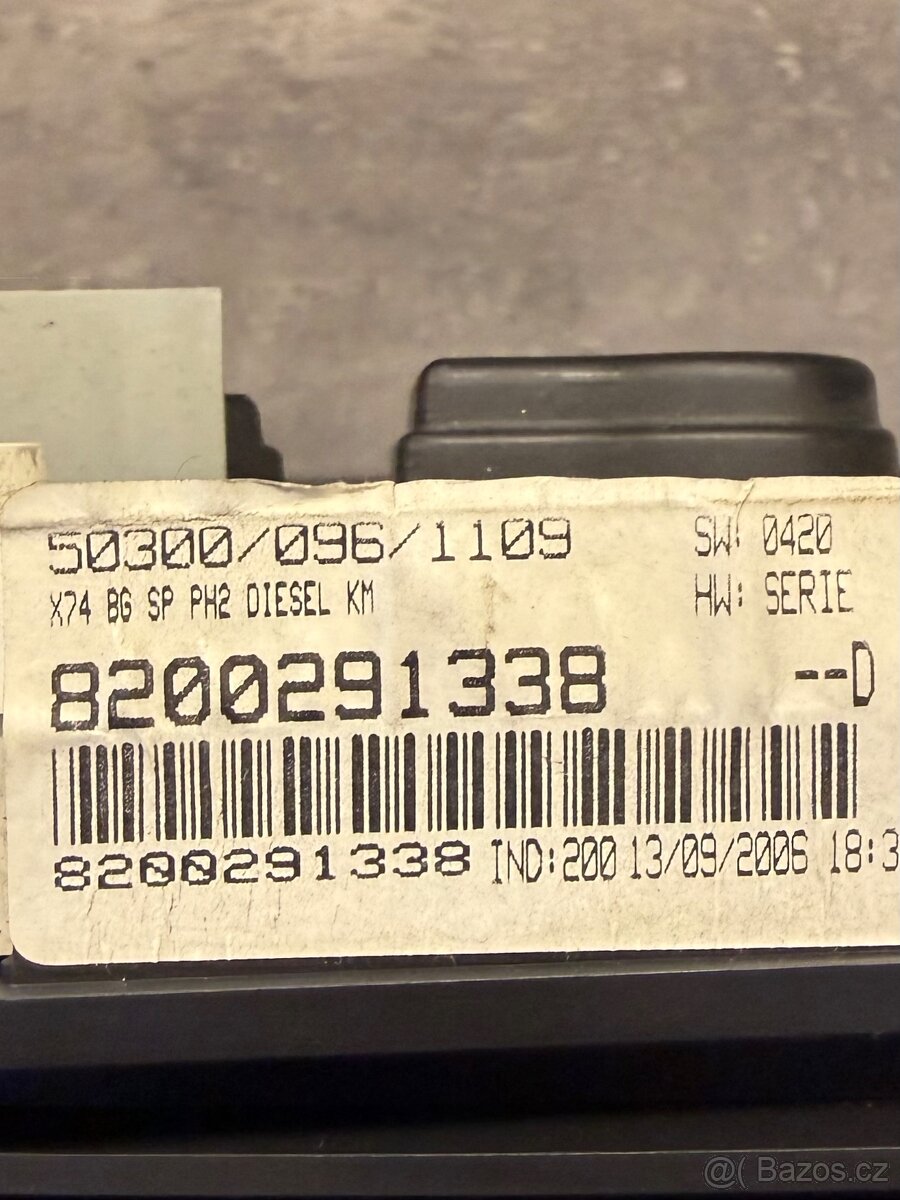 50300/096/1109 SW: 0420
X74 BG SP PH2 DIESEL KM HW: SERIE
8200291338 --D
8200291338 IND:200 13/09/2006 18:3
@( Bazos.cz